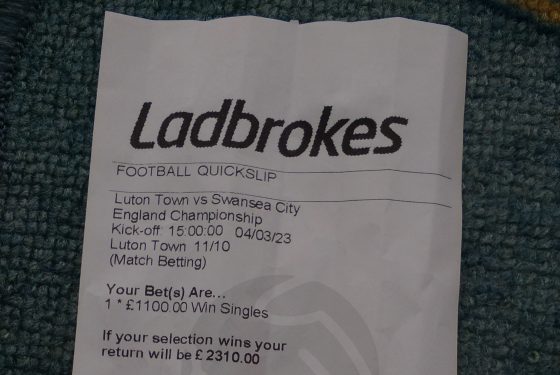 Ladbrokes
FOOTBALL QUICKSLIP
Luton Town vs Swansea City
England Championship
Kick-off 15:00:00 04/03/23
Luton Town 11/10
(Match Betting)
Your Bet(s) Are...
1 * £1100.00 Win Singles
If your selection wins your
return will be £2310.00